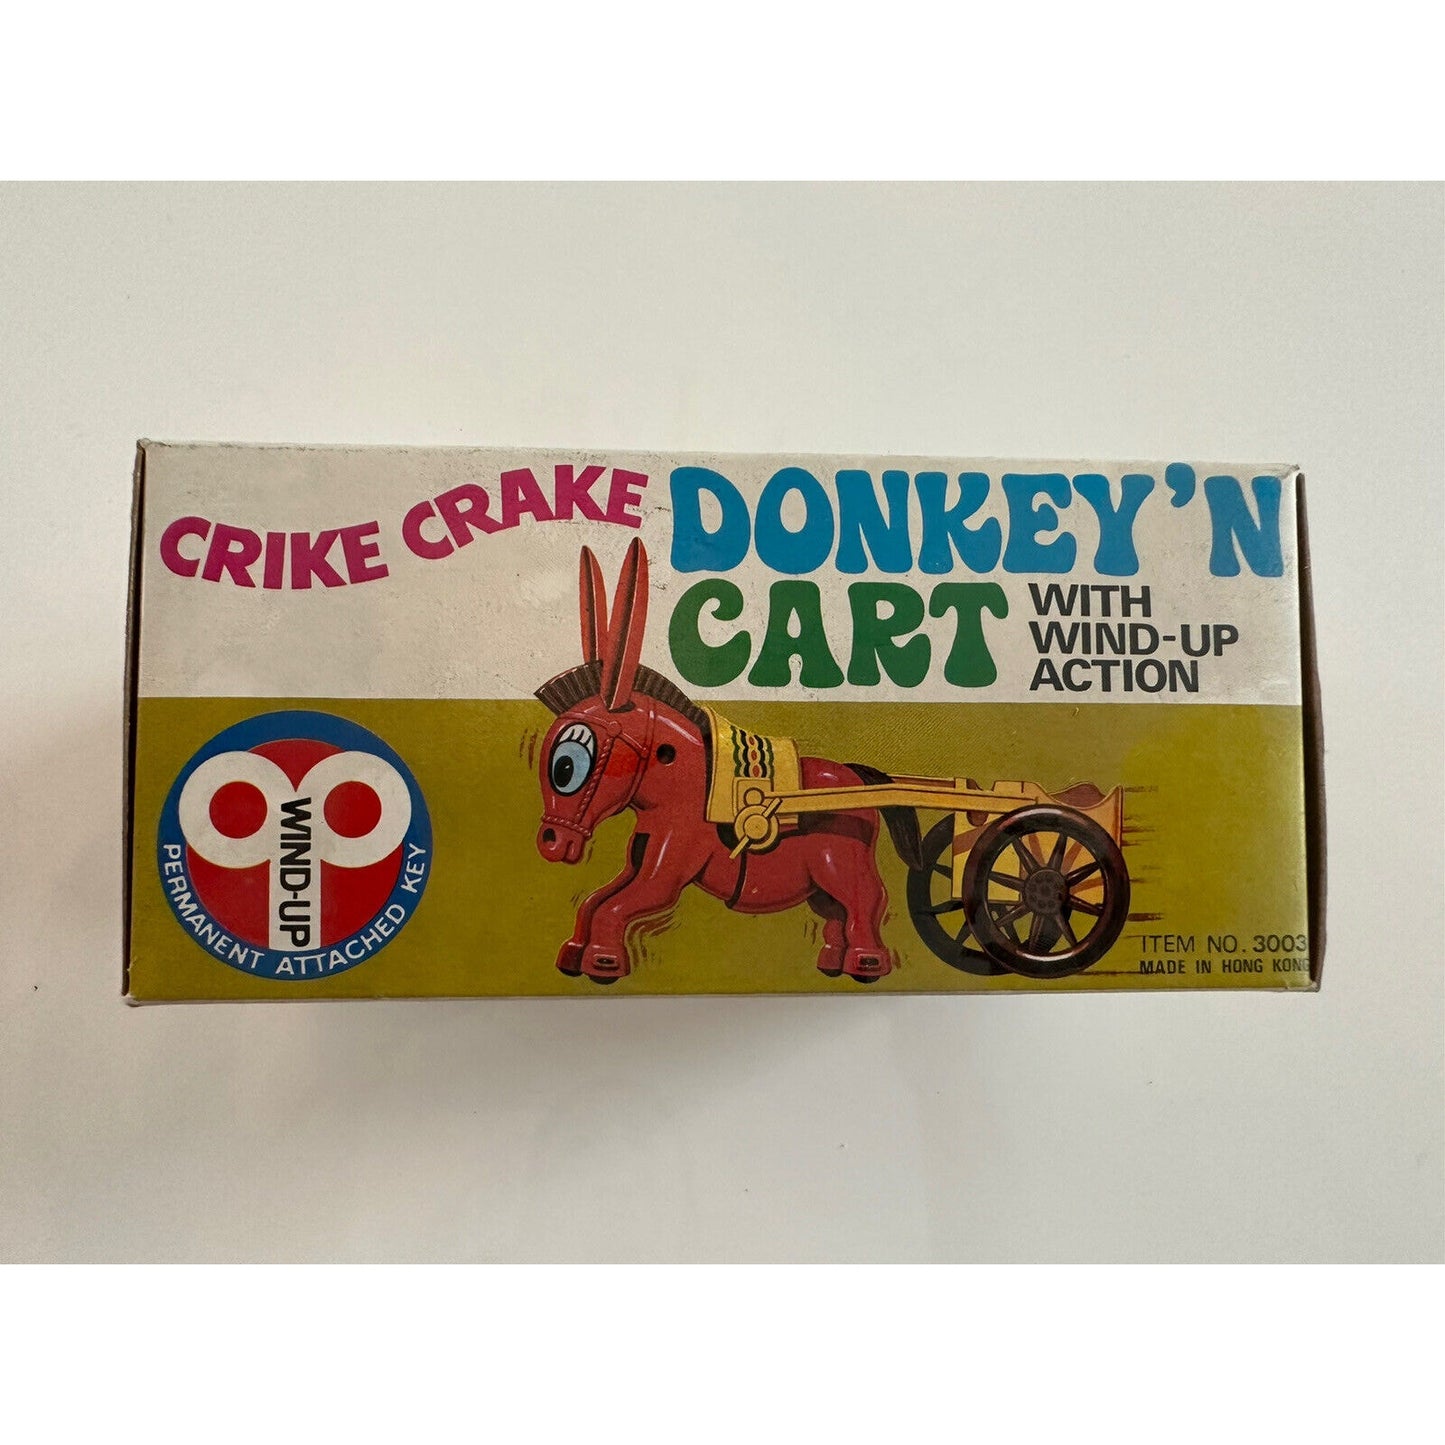 CRIKE CRAKE
DONKEY'N
CART
WITH
WIND-UP
ACTION
WIND-UP
PERMANENT ATTACHED KEY
ITEM NO. 3003
MADE IN HONG KONG